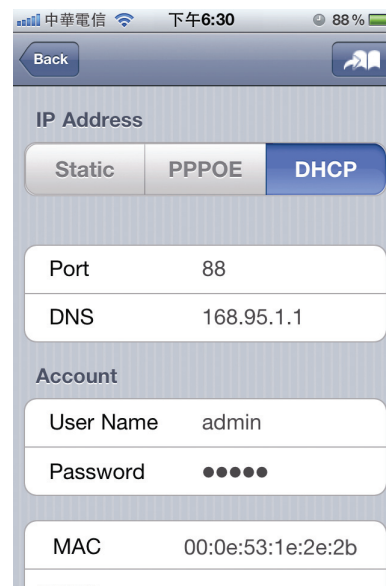 中華電信 下午6:30 88%
Back
IP Address
Static PPPOE DHCP
Port 88
DNS 168.95.1.1
Account
User Name admin
Password ●●●●●
MAC 00:0e:53:1e:2e:2b